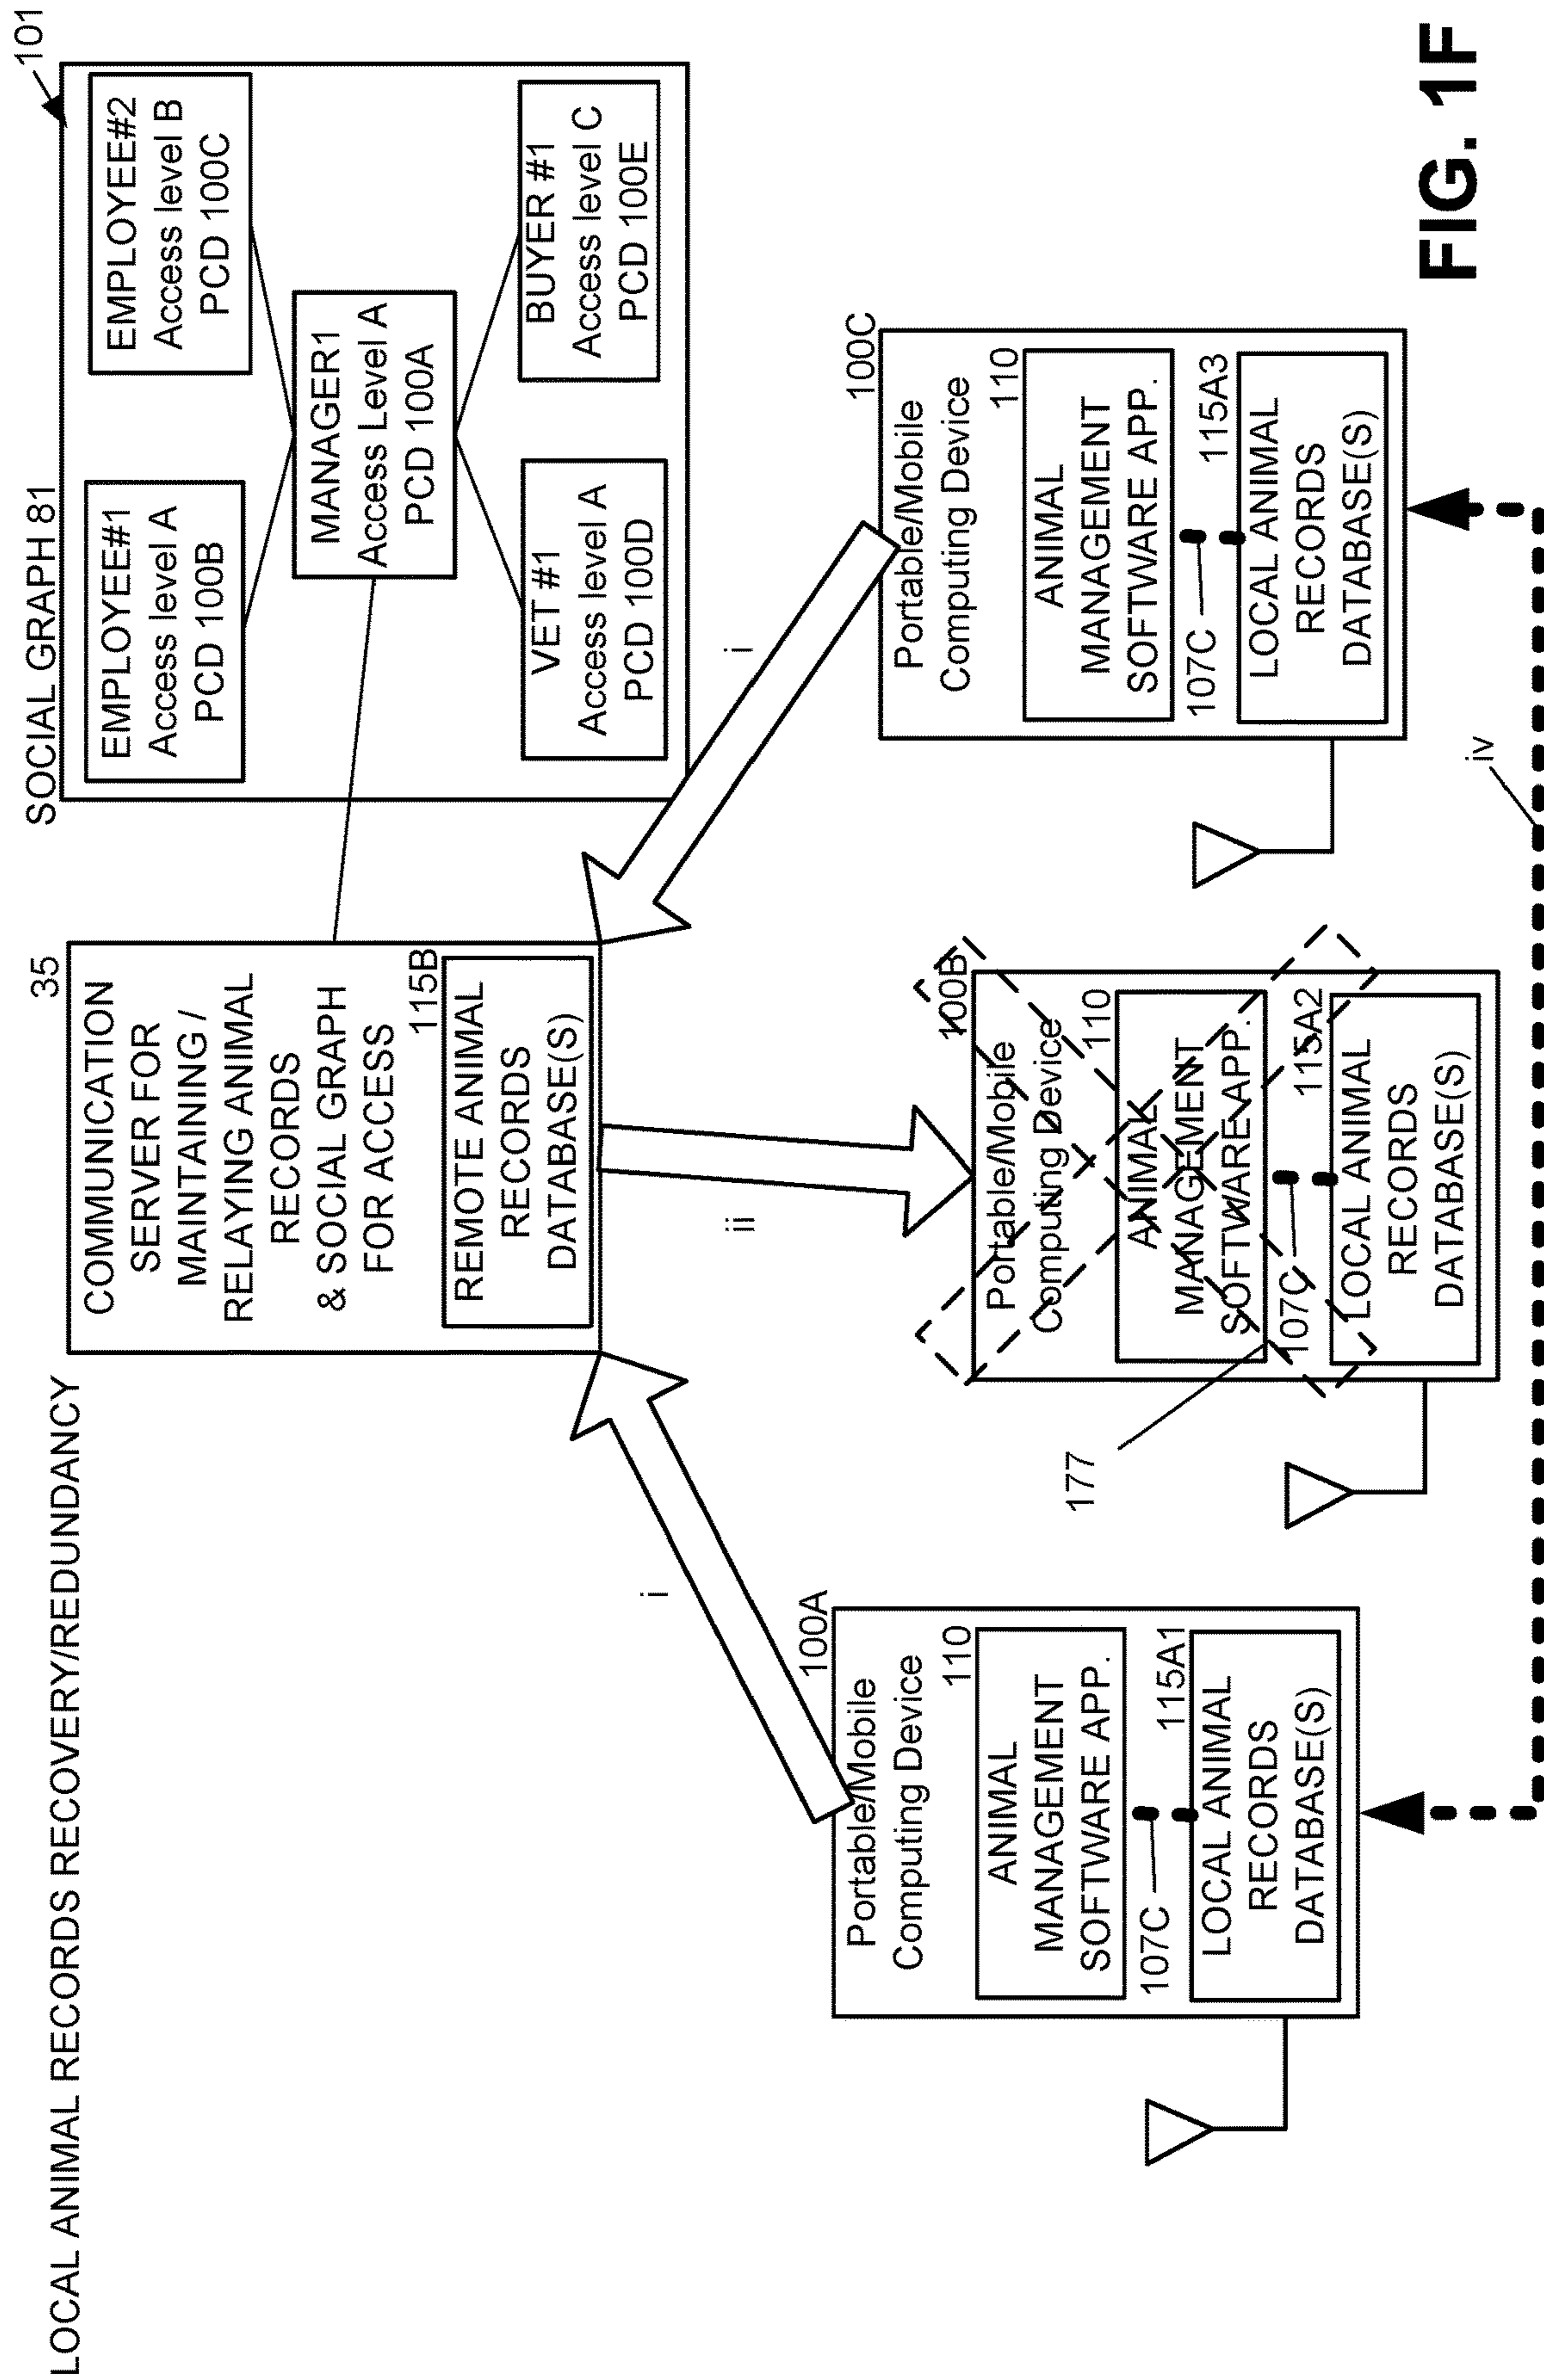 LOCAL ANIMAL RECORDS RECOVERY/REDUNDANCY
35
COMMUNICATION
SERVER FOR
MAINTAINING /
RELAYING ANIMAL
RECORDS
& SOCIAL GRAPH
FOR ACCESS
115B
REMOTE ANIMAL
RECORDS
DATABASE(S)
SOCIAL GRAPH 81
101
EMPLOYEE#1
Access level A
PCD 100B
EMPLOYEE#2
Access level B
PCD 100C
MANAGER1
Access Level A
PCD 100A
VET #1
Access level A
PCD 100D
BUYER #1
Access level C
PCD 100E
i
ii
i
100A
Portable/Mobile
Computing Device
110
ANIMAL
MANAGEMENT
SOFTWARE APP.
107C
115A1
LOCAL ANIMAL
RECORDS
DATABASE(S)
177
100B
Portable/Mobile
Computing Device
110
ANIMAL
MANAGEMENT
SOFTWARE APP.
107C
115A2
LOCAL ANIMAL
RECORDS
DATABASE(S)
100C
Portable/Mobile
Computing Device
110
ANIMAL
MANAGEMENT
SOFTWARE APP.
107C
115A3
LOCAL ANIMAL
RECORDS
DATABASE(S)
iv
FIG. 1F